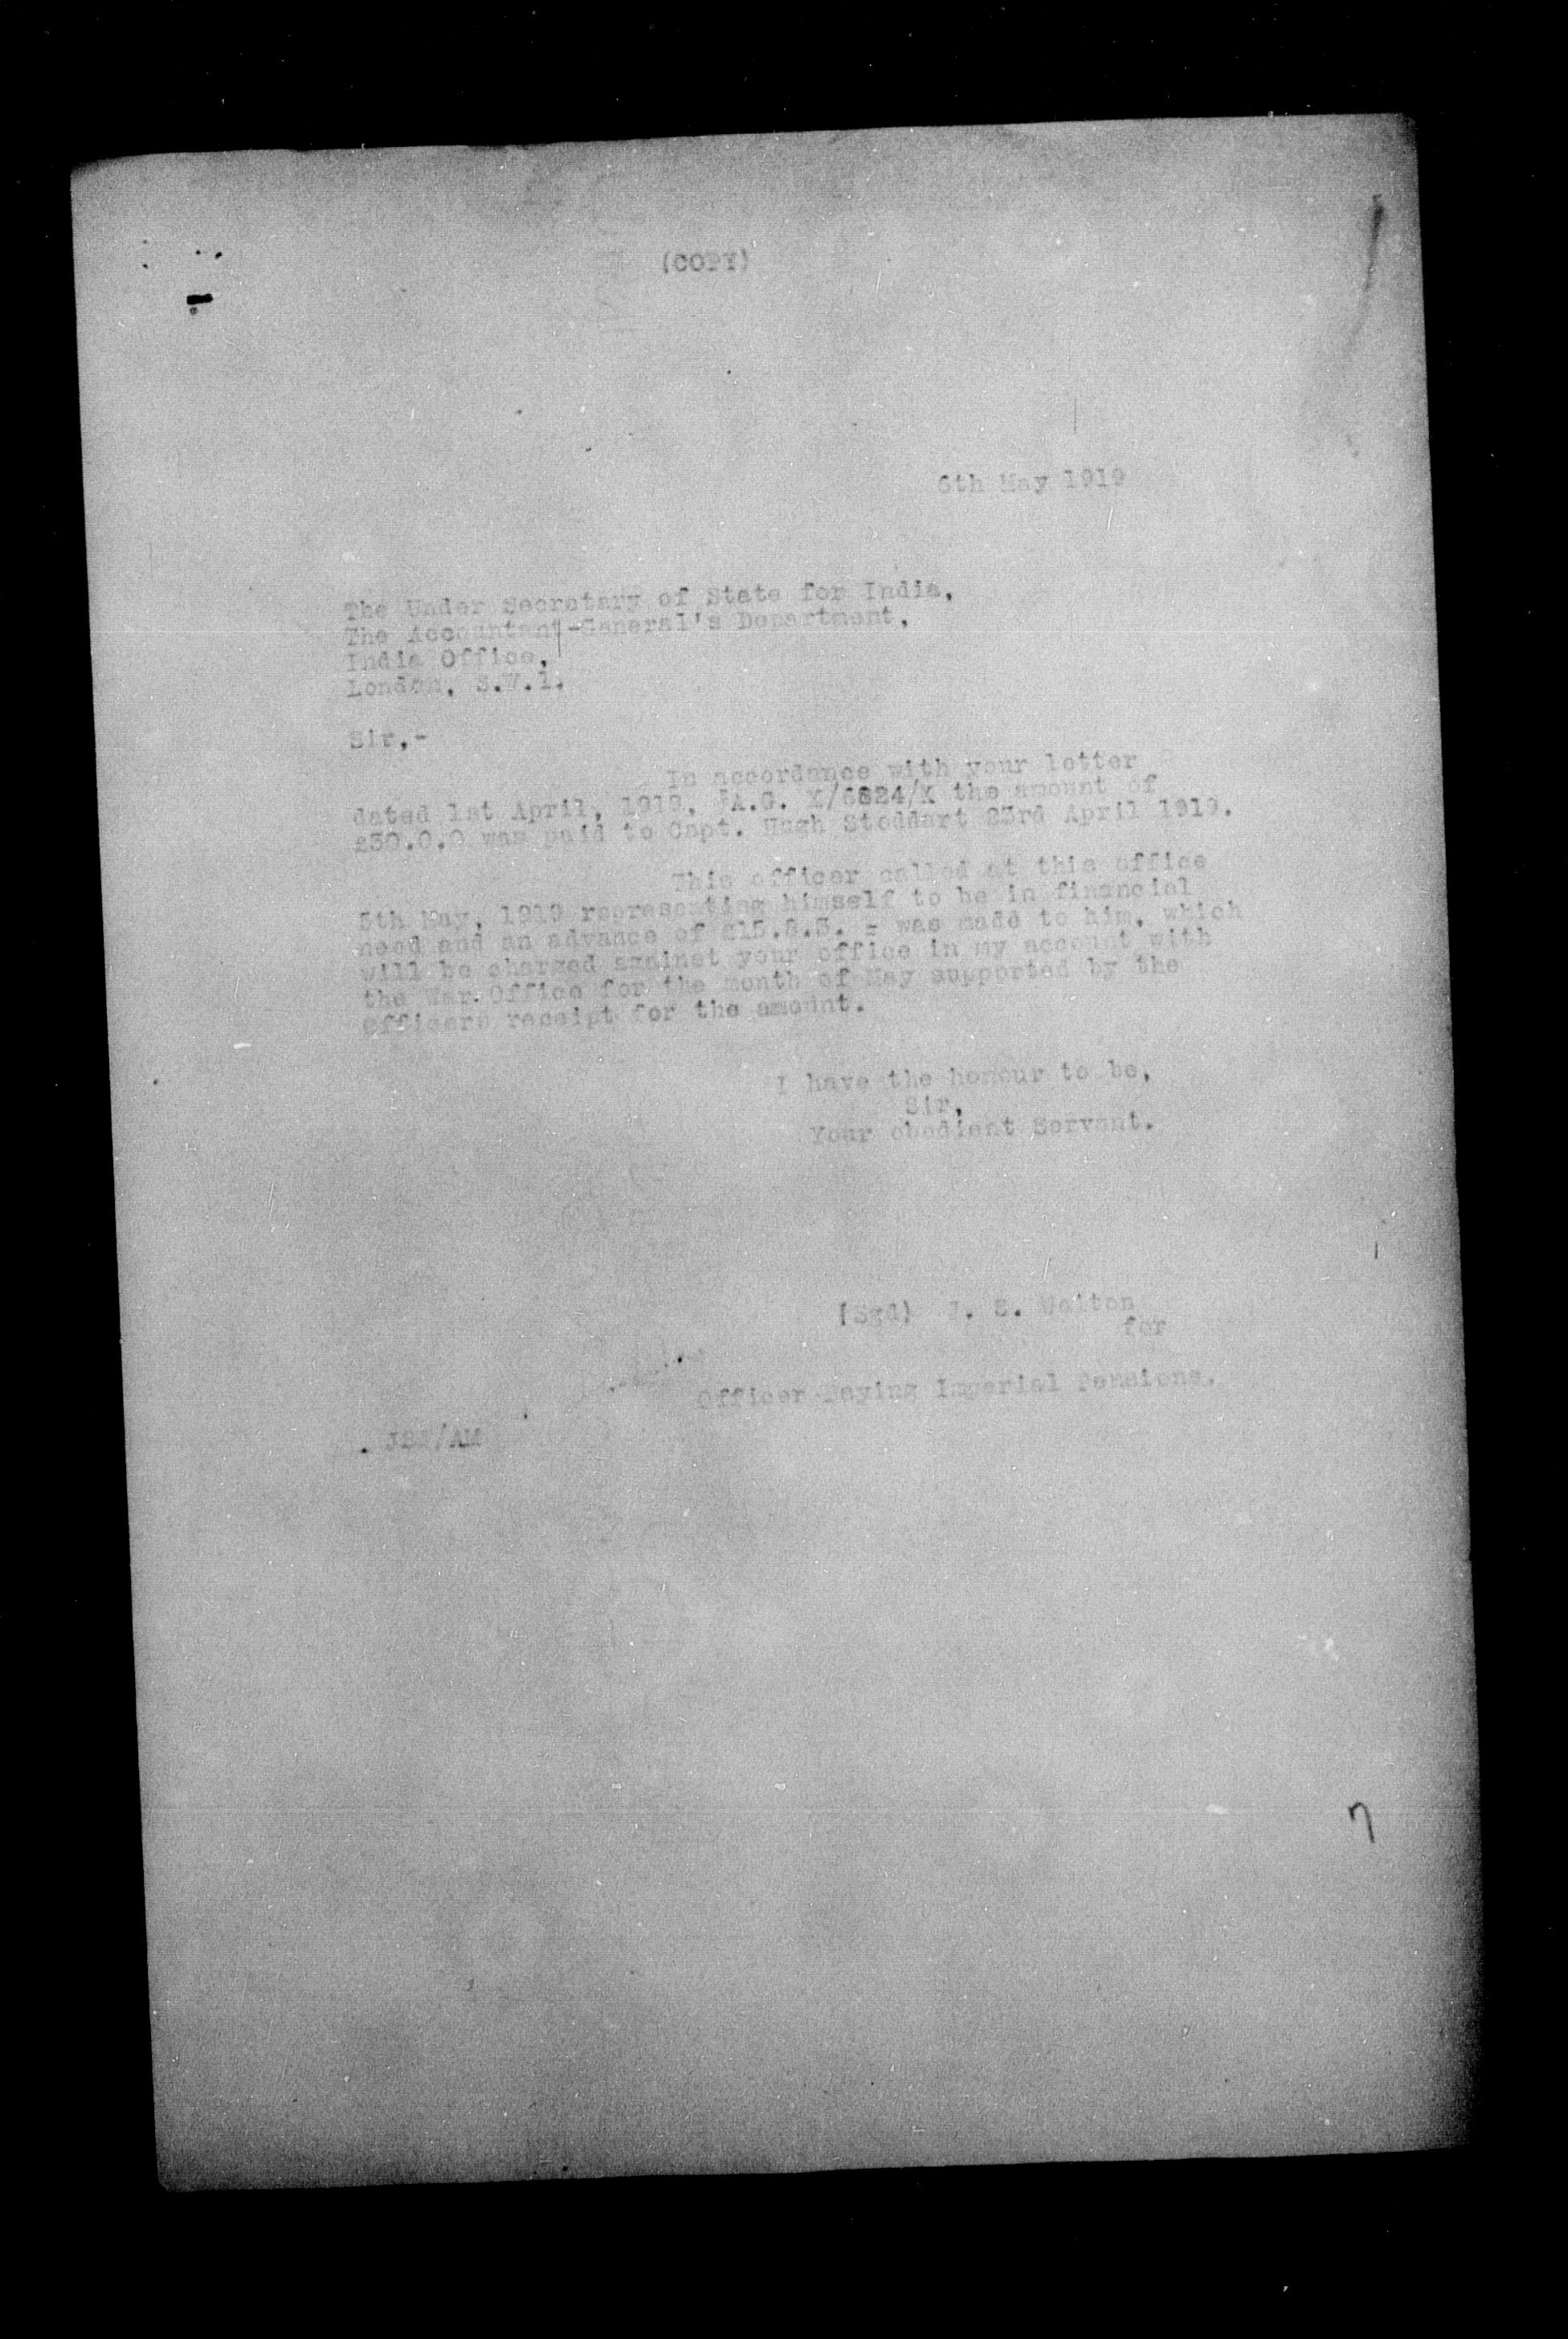 (COPY)
6th May 1919
The Under Secretary of State for India,
The Accountant-General's Department,
India Office,
London, S.W.1.
Sir,-
In accordance with your letter
dated 1st April, 1919, A.G. X/6824/X the amount of
£30.0.0 was paid to Capt. Hugh Stoddart 23rd April 1919.
This officer called at this office
5th May, 1919 representing himself to be in financial
need and an advance of was made to him, which
will be charged against your office in my account with
the War Office for the month of May supported by the
officers receipt for the amount.
I have the honour to be,
Sir,
Your obedient Servant.
(Sgd) Walton
for
Officer Paying Imperial Pensions.
/AM
7